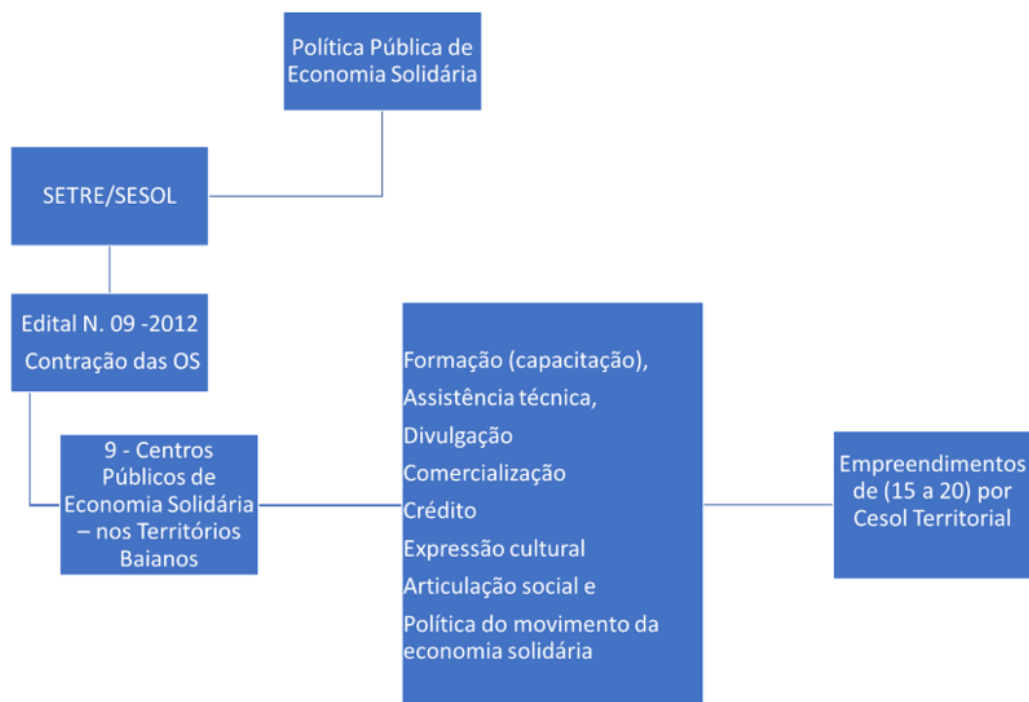 Política Pública de
Economia Solidária
SETRE/SESOL
Edital N. 09 -2012
Contração das OS
9 - Centros
Públicos de
Economia Solidária
– nos Territórios
Baianos
Formação (capacitação),
Assistência técnica,
Divulgação
Comercialização
Crédito
Expressão cultural
Articulação social e
Política do movimento da
economia solidária
Empreendimentos
de (15 a 20) por
Cesol Territorial